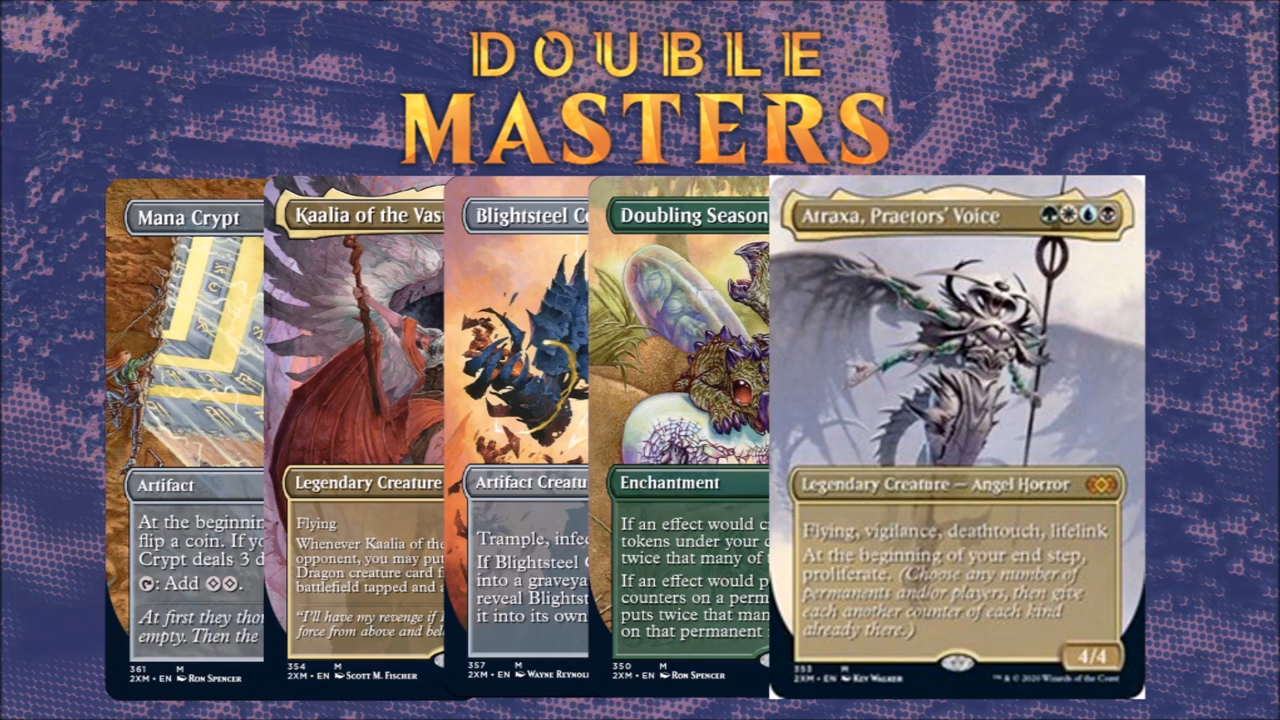 DOUBLE
MASTERS
Mana Crypt
Artifact
At the beginnin
flip a coin. If yo
Crypt deals 3 d
: Add
At first they tho
empty. Then the
361 M
2XM • EN RON SPENCER
Kaalia of the Vas
Legendary Creature
Flying
Whenever Kaalia of the
opponent, you may put
Dragon creature card f
battlefield tapped and a
"I'll have my revenge if
force from above and bel
354 M
2XM • EN SCOTT M. FISCHER
Blightsteel Co
Artifact Creatu
Trample, infec
If Blightsteel
into a graveya
reveal Blightst
it into its own
357 M
2XM • EN WAYNE REYNOL
Doubling Season
Enchantment
If an effect would c
tokens under your c
twice that many of
If an effect would p
counters on a perm
puts twice that man
on that permanent
350 M
2XM • EN RON SPENCER
Atraxa, Praetors' Voice
Legendary Creature — Angel Horror
Flying, vigilance, deathtouch, lifelink
At the beginning of your end step,
proliferate. (Choose any number of
permanents and/or players, then give
each another counter of each kind
already there.)
4/4
353 M
2XM • EN KEV WALKER
™ & © 2020 Wizards of the Coast